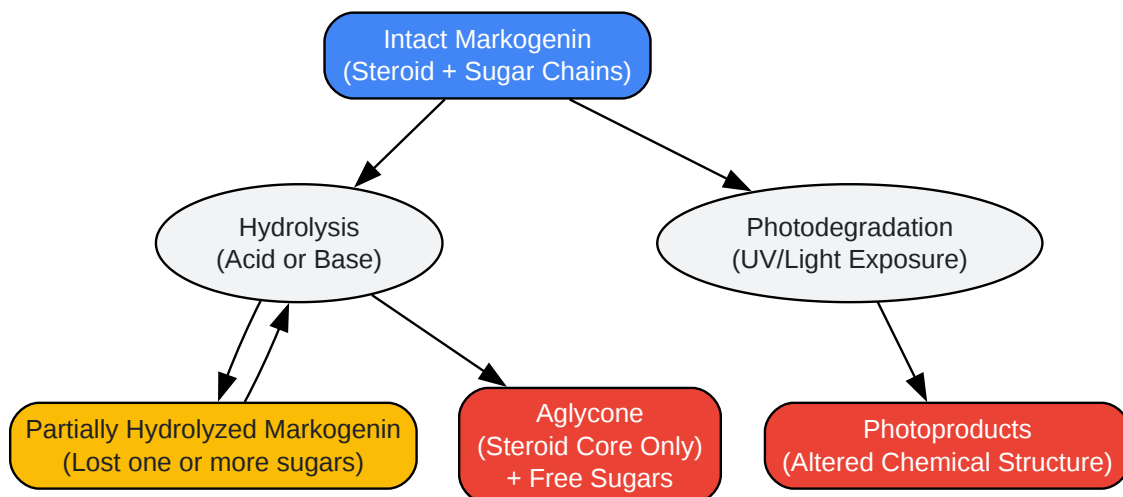 Intact Markogenin
(Steroid + Sugar Chains)
Hydrolysis
(Acid or Base)
Photodegradation
(UV/Light Exposure)
Partially Hydrolyzed Markogenin
(Lost one or more sugars)
Aglycone
(Steroid Core Only)
+ Free Sugars
Photoproducts
(Altered Chemical Structure)